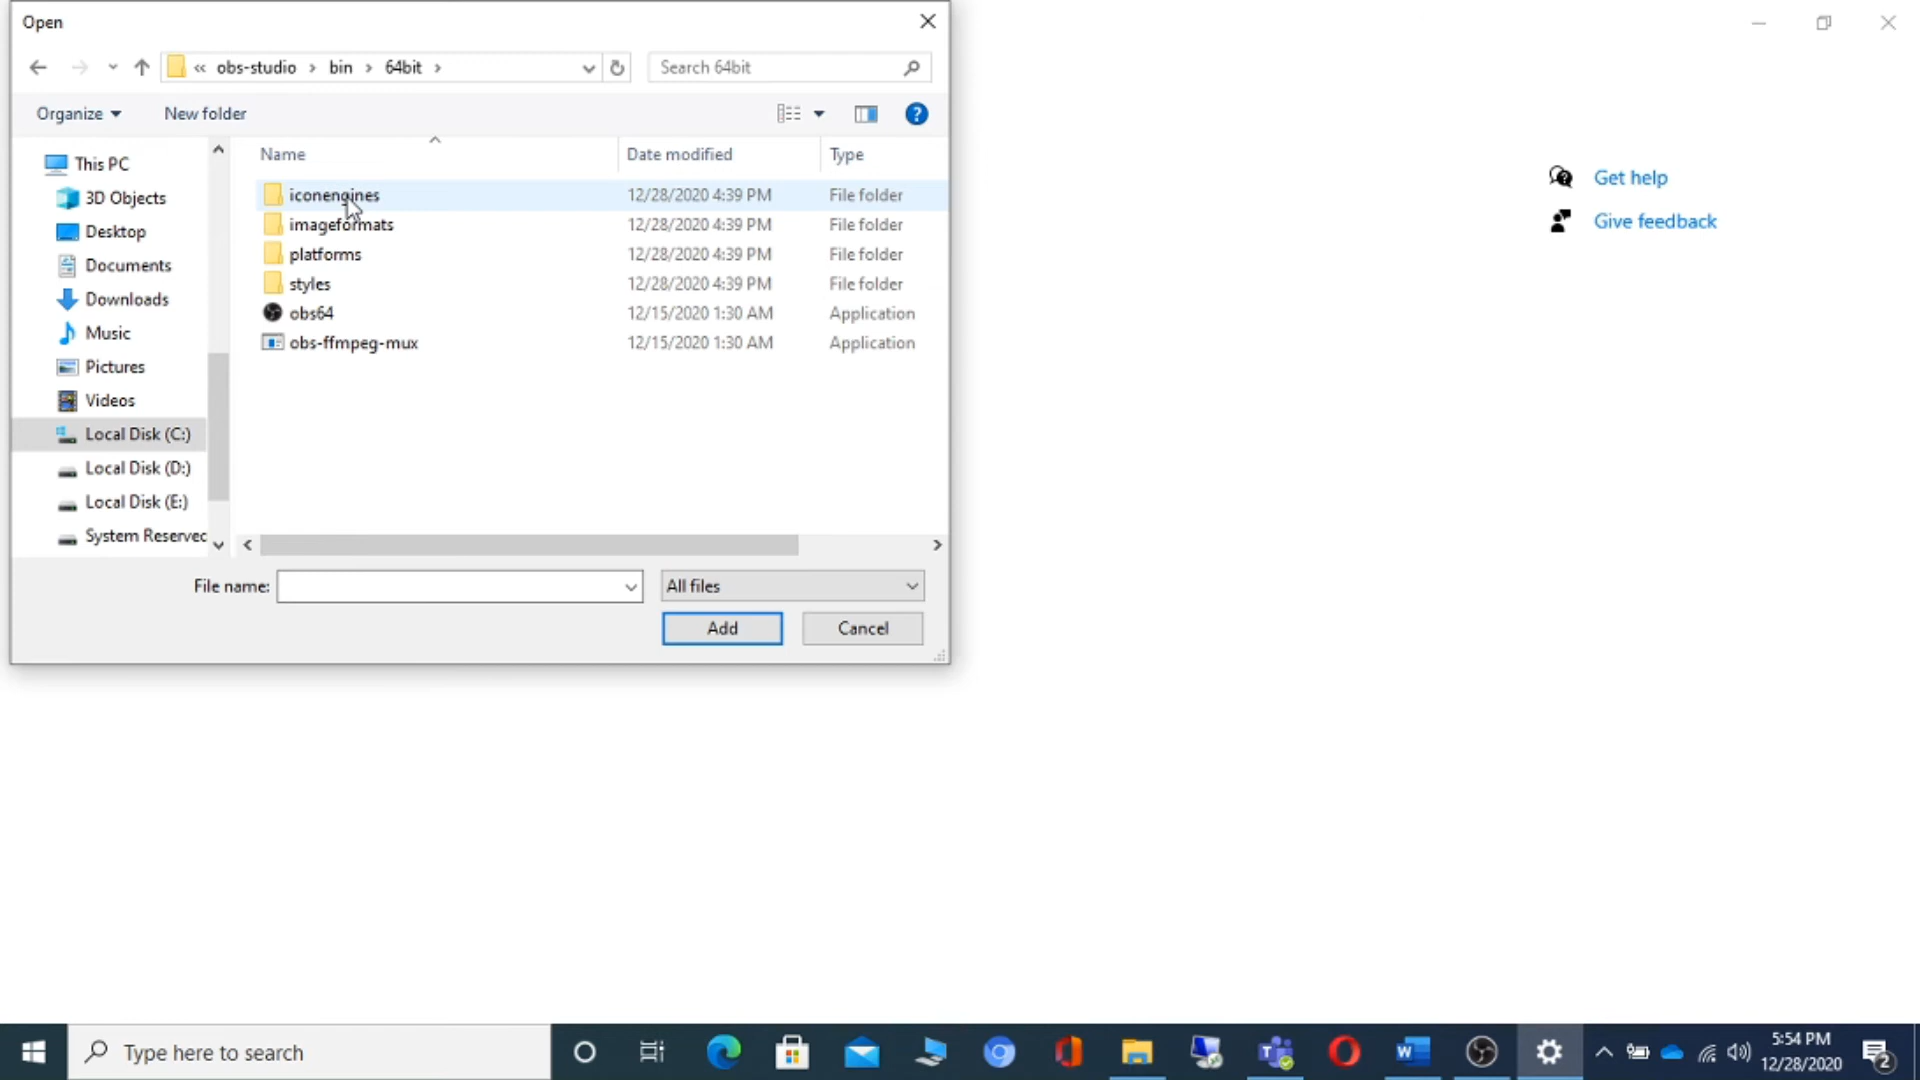 Open
« obs-studio › bin › 64bit ›
Search 64bit
Organize
New folder
Name Date modified Type
This PC
3D Objects
Desktop
Documents
Downloads
Music
Pictures
Videos
Local Disk (C:)
Local Disk (D:)
Local Disk (E:)
System Reserved
iconengines 12/28/2020 4:39 PM File folder
imageformats 12/28/2020 4:39 PM File folder
platforms 12/28/2020 4:39 PM File folder
styles 12/28/2020 4:39 PM File folder
obs64 12/15/2020 1:30 AM Application
obs-ffmpeg-mux 12/15/2020 1:30 AM Application
File name:
All files
Add
Cancel
Get help
Give feedback
Type here to search
5:54 PM
12/28/2020
2